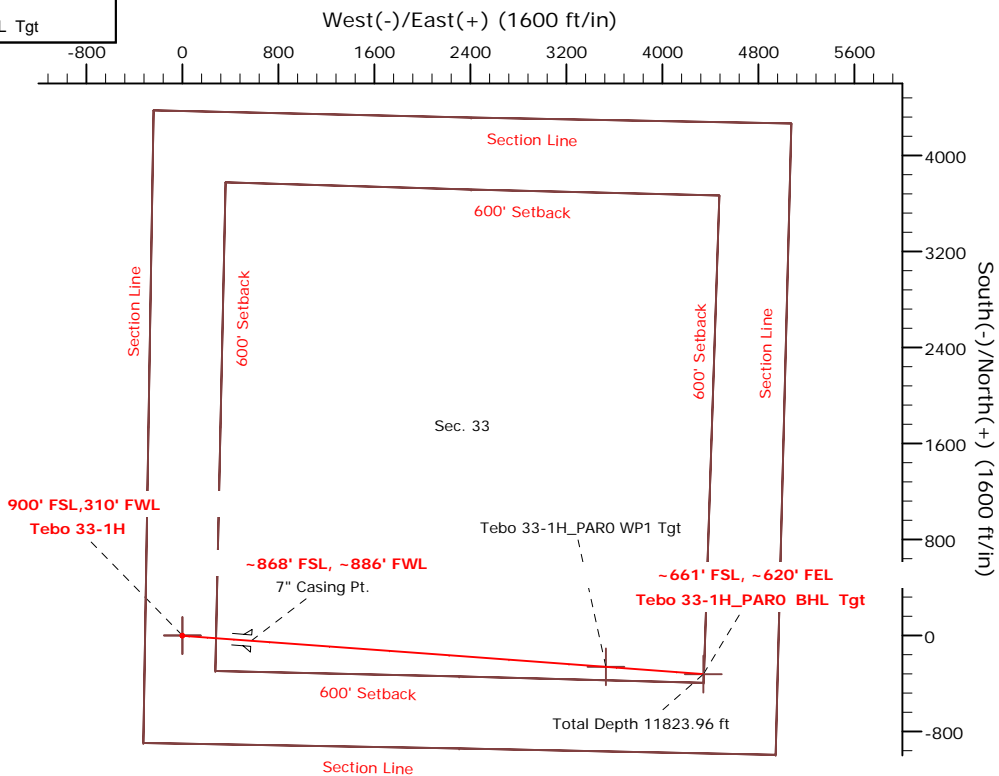 L Tgt
West(-)/East(+) (1600 ft/in)
-800 0 800 1600 2400 3200 4000 4800 5600
Section Line
600' Setback
4000
3200
2400
1600
800
0
-800
South(-)/North(+) (1600 ft/in)
Section Line
600' Setback
600' Setback
Section Line
Sec. 33
900' FSL,310' FWL
Tebo 33-1H
~868' FSL, ~886' FWL
7" Casing Pt.
Tebo 33-1H_PAR0 WP1 Tgt
~661' FSL, ~620' FEL
Tebo 33-1H_PAR0 BHL Tgt
600' Setback
Total Depth 11823.96 ft
Section Line